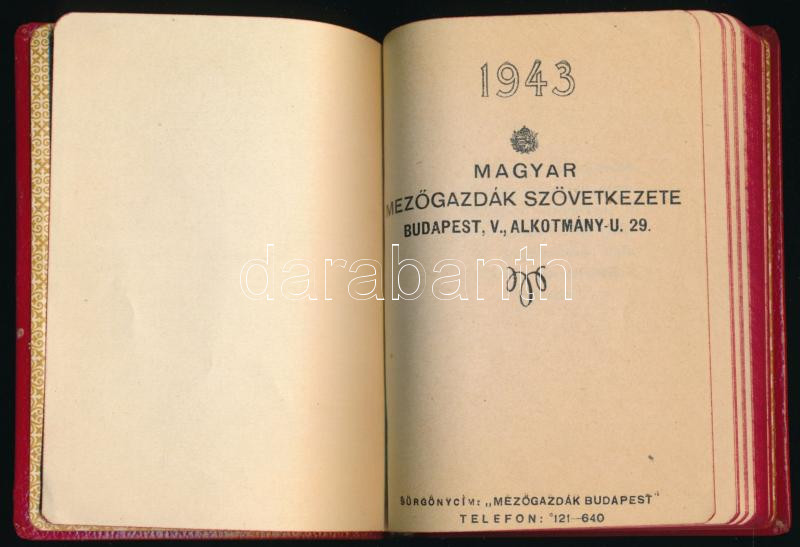 1943
MAGYAR
MEZŐGAZDÁK SZÖVETKEZETE
BUDAPEST, V., ALKOTMÁNY-U. 29.
darabanth
SÜRGÖNYCÍM: „MEZŐGAZDÁK BUDAPEST"
TELEFON: *121—640